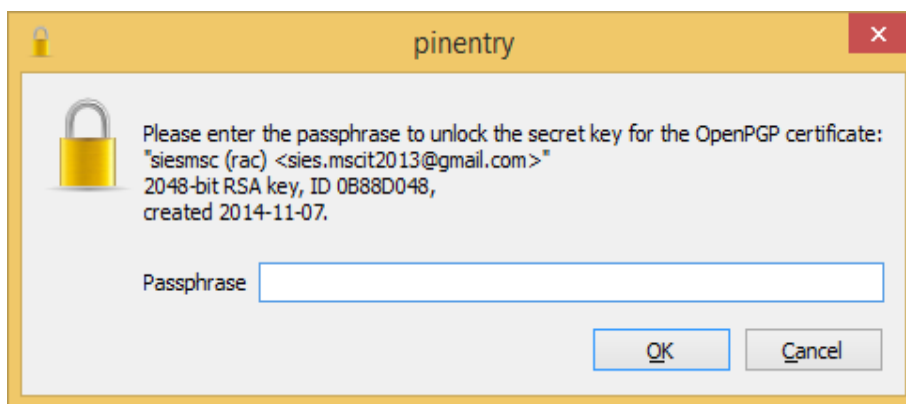 pinentry
x
Please enter the passphrase to unlock the secret key for the OpenPGP certificate:
"siesmsc (rac) <sies.mscit2013@gmail.com>"
2048-bit RSA key, ID 0B88D048,
created 2014-11-07.
Passphrase
OK
Cancel